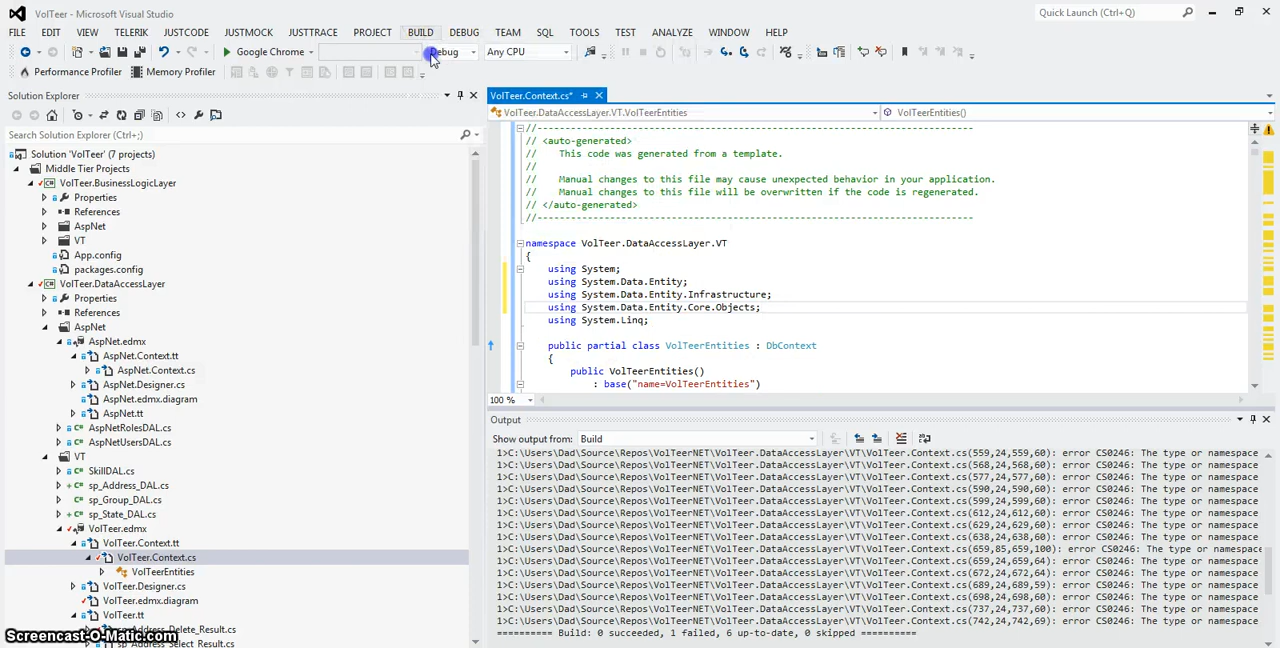 VolTeer - Microsoft Visual Studio
Quick Launch (Ctrl+Q)
FILE EDIT VIEW TELERIK JUSTCODE JUSTMOCK JUSTTRACE PROJECT BUILD DEBUG TEAM SQL TOOLS TEST ANALYZE WINDOW HELP
Google Chrome Debug Any CPU
Performance Profiler Memory Profiler
Solution Explorer
Search Solution Explorer (Ctrl+;)
Solution 'VolTeer' (7 projects)
Middle Tier Projects
VolTeer.BusinessLogicLayer
Properties
References
AspNet
VT
App.config
packages.config
VolTeer.DataAccessLayer
Properties
References
AspNet
AspNet.edmx
AspNet.Context.tt
AspNet.Context.cs
AspNet.Designer.cs
AspNet.edmx.diagram
AspNet.tt
AspNetRolesDAL.cs
AspNetUsersDAL.cs
VT
SkillDAL.cs
sp_Address_DAL.cs
sp_Group_DAL.cs
sp_State_DAL.cs
VolTeer.edmx
VolTeer.Context.tt
VolTeer.Context.cs
VolTeerEntities
VolTeer.Designer.cs
VolTeer.edmx.diagram
VolTeer.tt
sp_Address_Delete_Result.cs
sp_Address_Select_Result.cs
Screencast-O-Matic.com
VolTeer.Context.cs*
VolTeer.DataAccessLayer.VT.VolTeerEntities VolTeerEntities()
//------------------------------------------------------------------------------
// <auto-generated>
//     This code was generated from a template.
//
//     Manual changes to this file may cause unexpected behavior in your application.
//     Manual changes to this file will be overwritten if the code is regenerated.
// </auto-generated>
//------------------------------------------------------------------------------
namespace VolTeer.DataAccessLayer.VT
{
using System;
using System.Data.Entity;
using System.Data.Entity.Infrastructure;
using System.Data.Entity.Core.Objects;
using System.Linq;
public partial class VolTeerEntities : DbContext
{
public VolTeerEntities()
: base("name=VolTeerEntities")
100 %
Output
Show output from: Build
1>C:\Users\Dad\Source\Repos\VolTeerNET\VolTeer.DataAccessLayer\VT\VolTeer.Context.cs(559,24,559,60): error CS0246: The type or namespace
1>C:\Users\Dad\Source\Repos\VolTeerNET\VolTeer.DataAccessLayer\VT\VolTeer.Context.cs(568,24,568,60): error CS0246: The type or namespace
1>C:\Users\Dad\Source\Repos\VolTeerNET\VolTeer.DataAccessLayer\VT\VolTeer.Context.cs(577,24,577,60): error CS0246: The type or namespace
1>C:\Users\Dad\Source\Repos\VolTeerNET\VolTeer.DataAccessLayer\VT\VolTeer.Context.cs(590,24,590,60): error CS0246: The type or namespace
1>C:\Users\Dad\Source\Repos\VolTeerNET\VolTeer.DataAccessLayer\VT\VolTeer.Context.cs(599,24,599,60): error CS0246: The type or namespace
1>C:\Users\Dad\Source\Repos\VolTeerNET\VolTeer.DataAccessLayer\VT\VolTeer.Context.cs(612,24,612,60): error CS0246: The type or namespace
1>C:\Users\Dad\Source\Repos\VolTeerNET\VolTeer.DataAccessLayer\VT\VolTeer.Context.cs(629,24,629,60): error CS0246: The type or namespace
1>C:\Users\Dad\Source\Repos\VolTeerNET\VolTeer.DataAccessLayer\VT\VolTeer.Context.cs(638,24,638,60): error CS0246: The type or namespace
1>C:\Users\Dad\Source\Repos\VolTeerNET\VolTeer.DataAccessLayer\VT\VolTeer.Context.cs(659,85,659,100): error CS0246: The type or namespace
1>C:\Users\Dad\Source\Repos\VolTeerNET\VolTeer.DataAccessLayer\VT\VolTeer.Context.cs(659,24,659,64): error CS0246: The type or namespace
1>C:\Users\Dad\Source\Repos\VolTeerNET\VolTeer.DataAccessLayer\VT\VolTeer.Context.cs(672,24,672,64): error CS0246: The type or namespace
1>C:\Users\Dad\Source\Repos\VolTeerNET\VolTeer.DataAccessLayer\VT\VolTeer.Context.cs(689,24,689,59): error CS0246: The type or namespace
1>C:\Users\Dad\Source\Repos\VolTeerNET\VolTeer.DataAccessLayer\VT\VolTeer.Context.cs(698,24,698,60): error CS0246: The type or namespace
1>C:\Users\Dad\Source\Repos\VolTeerNET\VolTeer.DataAccessLayer\VT\VolTeer.Context.cs(737,24,737,60): error CS0246: The type or namespace
1>C:\Users\Dad\Source\Repos\VolTeerNET\VolTeer.DataAccessLayer\VT\VolTeer.Context.cs(742,24,742,69): error CS0246: The type or namespace
========== Build: 0 succeeded, 1 failed, 6 up-to-date, 0 skipped ==========